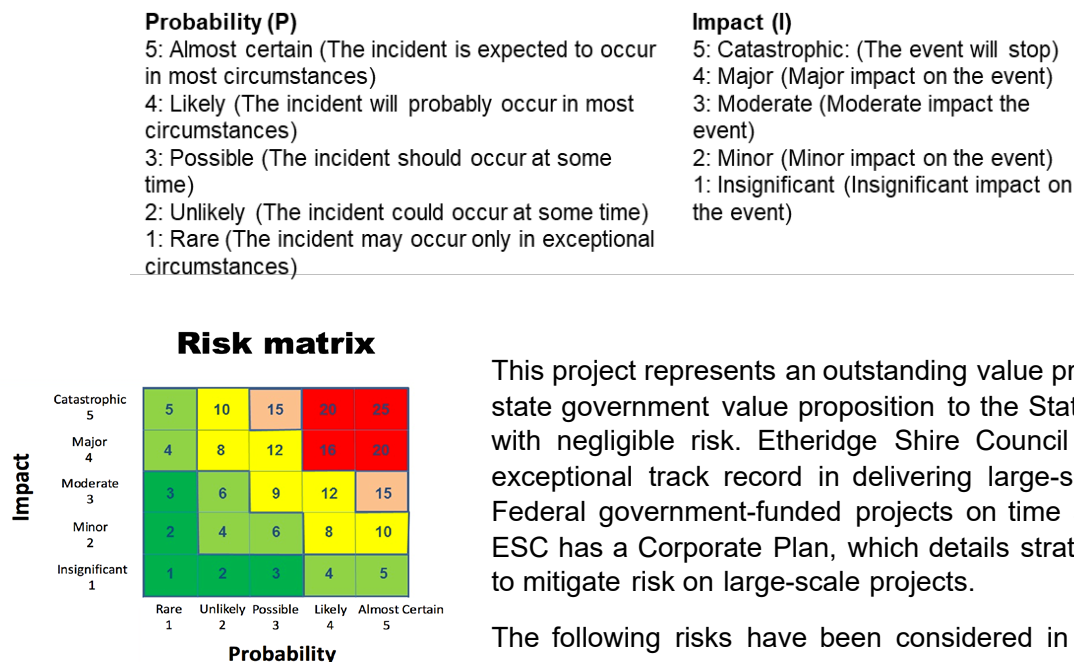 Probability (P)
5: Almost certain (The incident is expected to occur
in most circumstances)
4: Likely (The incident will probably occur in most
circumstances)
3: Possible (The incident should occur at some
time)
2: Unlikely (The incident could occur at some time)
1: Rare (The incident may occur only in exceptional
circumstances)
Impact (I)
5: Catastrophic: (The event will stop)
4: Major (Major impact on the event)
3: Moderate (Moderate impact the
event)
2: Minor (Minor impact on the event)
1: Insignificant (Insignificant impact on
the event)
Risk matrix
Impact
Catastrophic
5
5 10 15 20 25
Major
4
4 8 12 16 20
Moderate
3
3 6 9 12 15
Minor
2
2 4 6 8 10
Insignificant
1
1 2 3 4 5
Rare Unlikely Possible Likely Almost Certain
1 2 3 4 5
Probability
This project represents an outstanding value pr
state government value proposition to the Stat
with negligible risk. Etheridge Shire Council
exceptional track record in delivering large-s
Federal government-funded projects on time
ESC has a Corporate Plan, which details strat
to mitigate risk on large-scale projects.
The following risks have been considered in